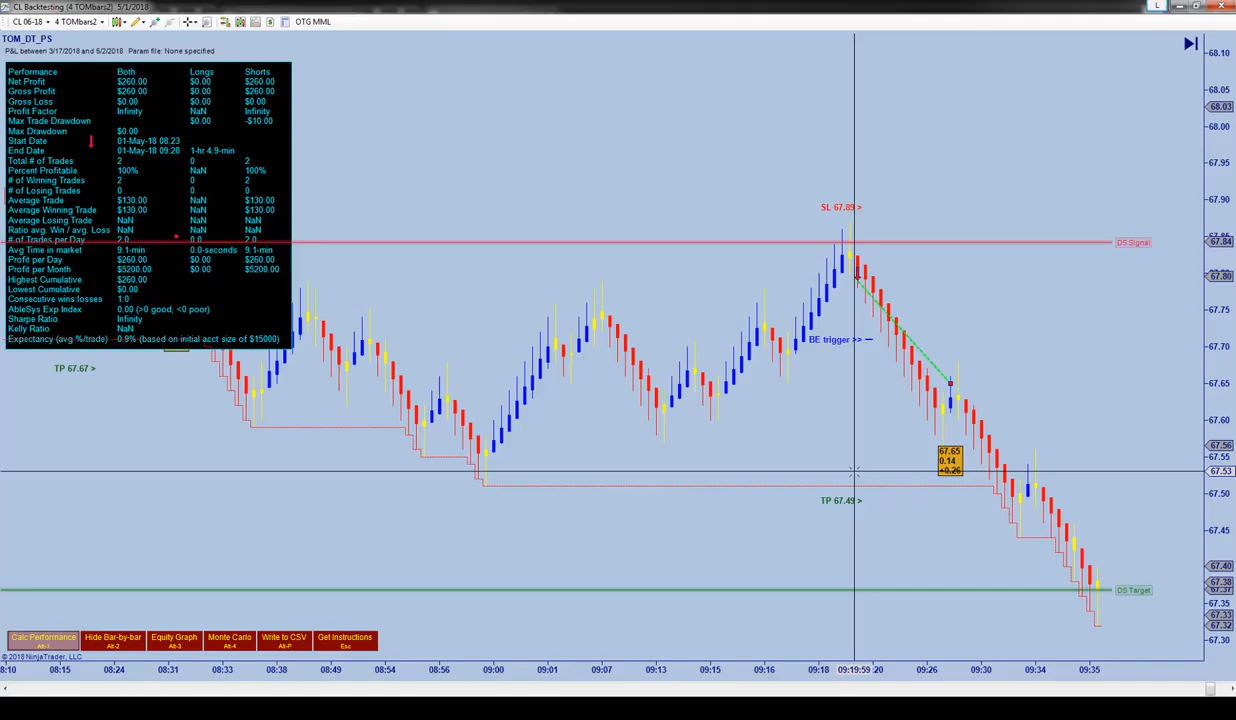 CL Backtesting (4 TOMbars2) 5/1/2018
CL 06-18 4 TOMbars2 OTG MML
TOM_DT_PS
P&L between 3/17/2018 and 6/2/2018 Param file: None specified
Performance Both Longs Shorts
Net Profit $260.00 $0.00 $260.00
Gross Profit $260.00 $0.00 $260.00
Gross Loss $0.00 $0.00 $0.00
Profit Factor Infinity NaN Infinity
Max Trade Drawdown $0.00 -$10.00
Max Drawdown $0.00
Start Date 01-May-18 08:23
End Date 01-May-18 09:28 1-hr 4.9-min
Total # of Trades 2 0 2
Percent Profitable 100% NaN 100%
# of Winning Trades 2 0 2
# of Losing Trades 0 0 0
Average Trade $130.00 NaN $130.00
Average Winning Trade $130.00 NaN $130.00
Average Losing Trade NaN NaN NaN
Ratio avg. Win / avg. Loss NaN NaN NaN
# of Trades per Day 2.0 0.0 2.0
Avg Time in market 9.1-min 0.0-seconds 9.1-min
Profit per Day $260.00 $0.00 $260.00
Profit per Month $5200.00 $0.00 $5200.00
Highest Cumulative $260.00
Lowest Cumulative $0.00
Consecutive wins:losses 1:0
AbleSys Exp Index 0.00 (>0 good, <0 poor)
Sharpe Ratio Infinity
Kelly Ratio NaN
Expectancy (avg %/trade) 0.9% (based on initial acct size of $15000)
TP 67.67 >
SL 67.89 >
BE trigger >>
TP 67.49 >
67.65
0.14
+0.26
DS Signal
DS Target
68.10
68.05
68.03
68.00
67.95
67.90
67.84
67.80
67.75
67.70
67.65
67.60
67.56
67.55
67.53
67.50
67.45
67.40
67.38
67.37
67.35
67.33
67.32
67.30
Calc Performance Hide Bar-by-bar Equity Graph Monte Carlo Write to CSV Get Instructions
Alt-1 Alt-2 Alt-3 Alt-4 Alt-P Esc
© 2018 NinjaTrader, LLC
8:10 08:15 08:31 08:33 08:49 08:54 09:00 09:07 09:13 09:16 09:18 09:19:59 :20 09:26 09:30 09:34 09:35